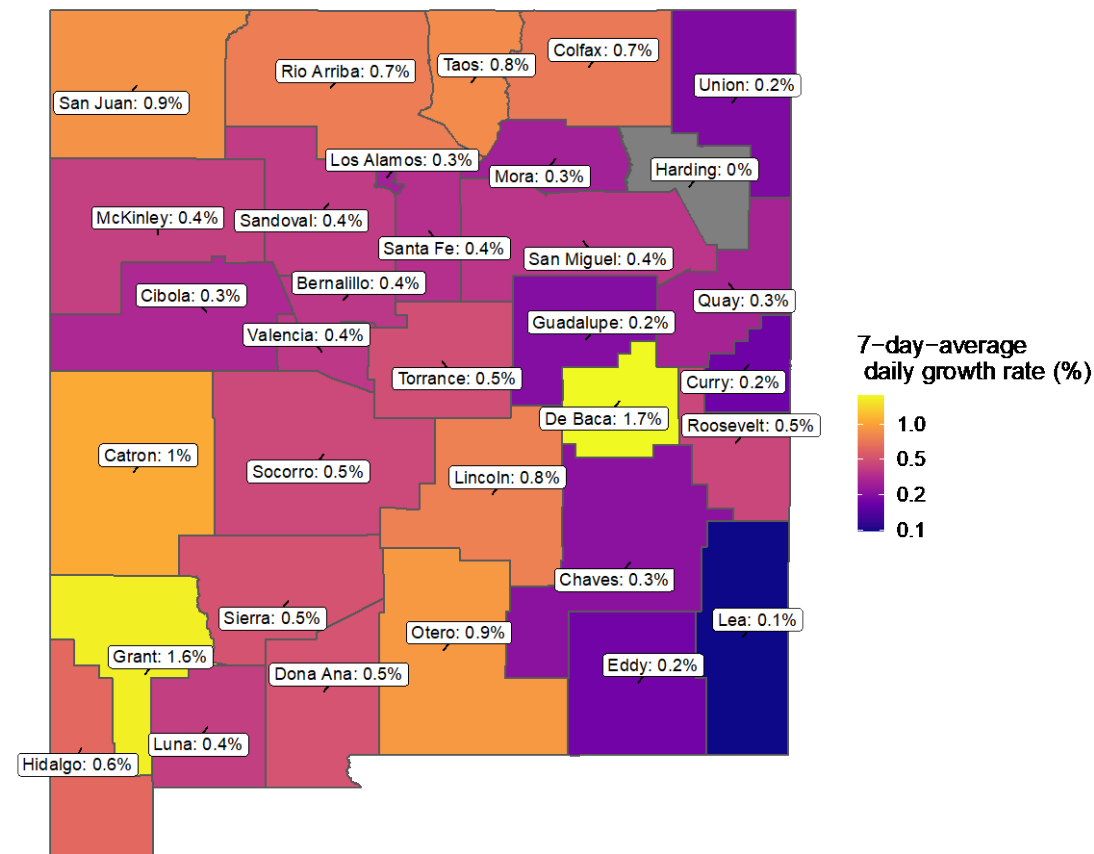 Colfax: 0.7%
Taos: 0.8%
Rio Arriba: 0.7%
Union: 0.2%
San Juan: 0.9%
Los Alamos: 0.3%
Harding: 0%
Mora: 0.3%
McKinley: 0.4%
Sandoval: 0.4%
Santa Fe: 0.4%
San Miguel: 0.4%
Bernalillo: 0.4%
Cibola: 0.3%
Quay: 0.3%
Guadalupe: 0.2%
Valencia: 0.4%
Torrance: 0.5%
Curry: 0.2%
De Baca: 1.7%
Roosevelt: 0.5%
Catron: 1%
Socorro: 0.5%
Lincoln: 0.8%
Chaves: 0.3%
Sierra: 0.5%
Lea: 0.1%
Otero: 0.9%
Grant: 1.6%
Eddy: 0.2%
Dona Ana: 0.5%
Luna: 0.4%
Hidalgo: 0.6%
7-day-average
daily growth rate (%)
1.0
0.5
0.2
0.1